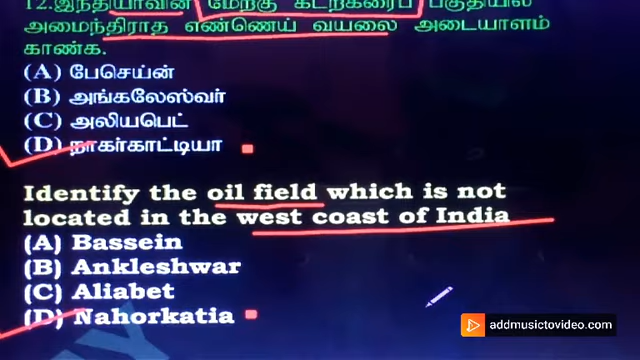 12.இந்தியாவின் மேற்கு கடற்கரைப் பகுதியில்
அமைந்திராத எண்ணெய் வயலை அடையாளம்
காண்க.
(A) பேசெய்ன்
(B) அங்கலேஸ்வர்
(C) அலியபெட்
(D) நாகர்காட்டியா
Identify the oil field which is not
located in the west coast of India
(A) Bassein
(B) Ankleshwar
(C) Aliabet
(D) Nahorkatia
addmusictovideo.com